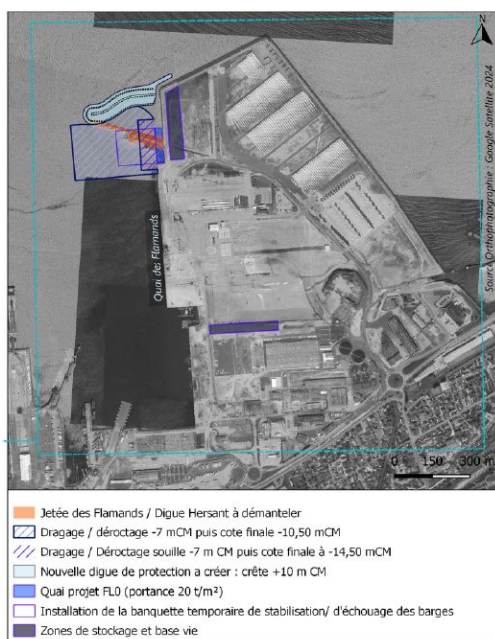 N
Source Orthophotographie : Google Satellite 2024
Quai des Flamands
0 150 300 m
Jetée des Flamands / Digue Hersant à démanteler
Dragage / déroctage -7 mCM puis cote finale -10,50 mCM
Dragage / Déroctage souille -7 m CM puis cote finale à -14,50 mCM
Nouvelle digue de protection a créer : crête +10 m CM
Quai projet FL0 (portance 20 t/m²)
Installation de la banquette temporaire de stabilisation/ d'échouage des barges
Zones de stockage et base vie